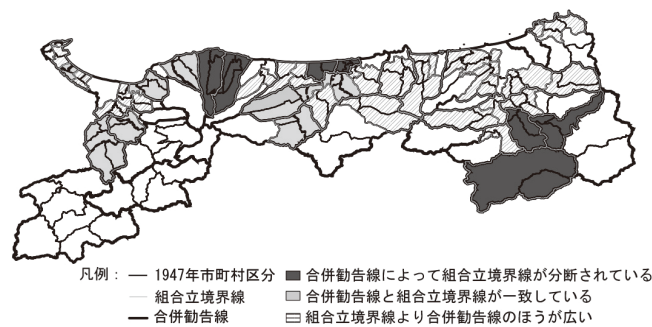 凡例： 1947年市町村区分 合併勧告線によって組合立境界線が分断されている
組合立境界線 合併勧告線と組合立境界線が一致している
合併勧告線 組合立境界線より合併勧告線のほうが広い